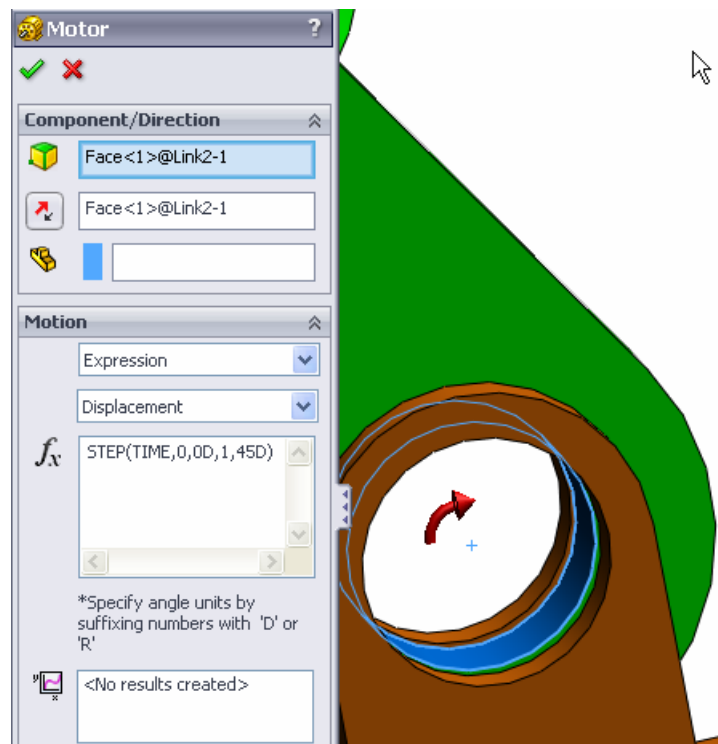 Motor ?
Component/Direction
Face<1>@Link2-1
Face<1>@Link2-1
Motion
Expression
Displacement
fx
STEP(TIME,0,0D,1,45D)
*Specify angle units by
suffixing numbers with 'D' or
'R'
y
x
<No results created>